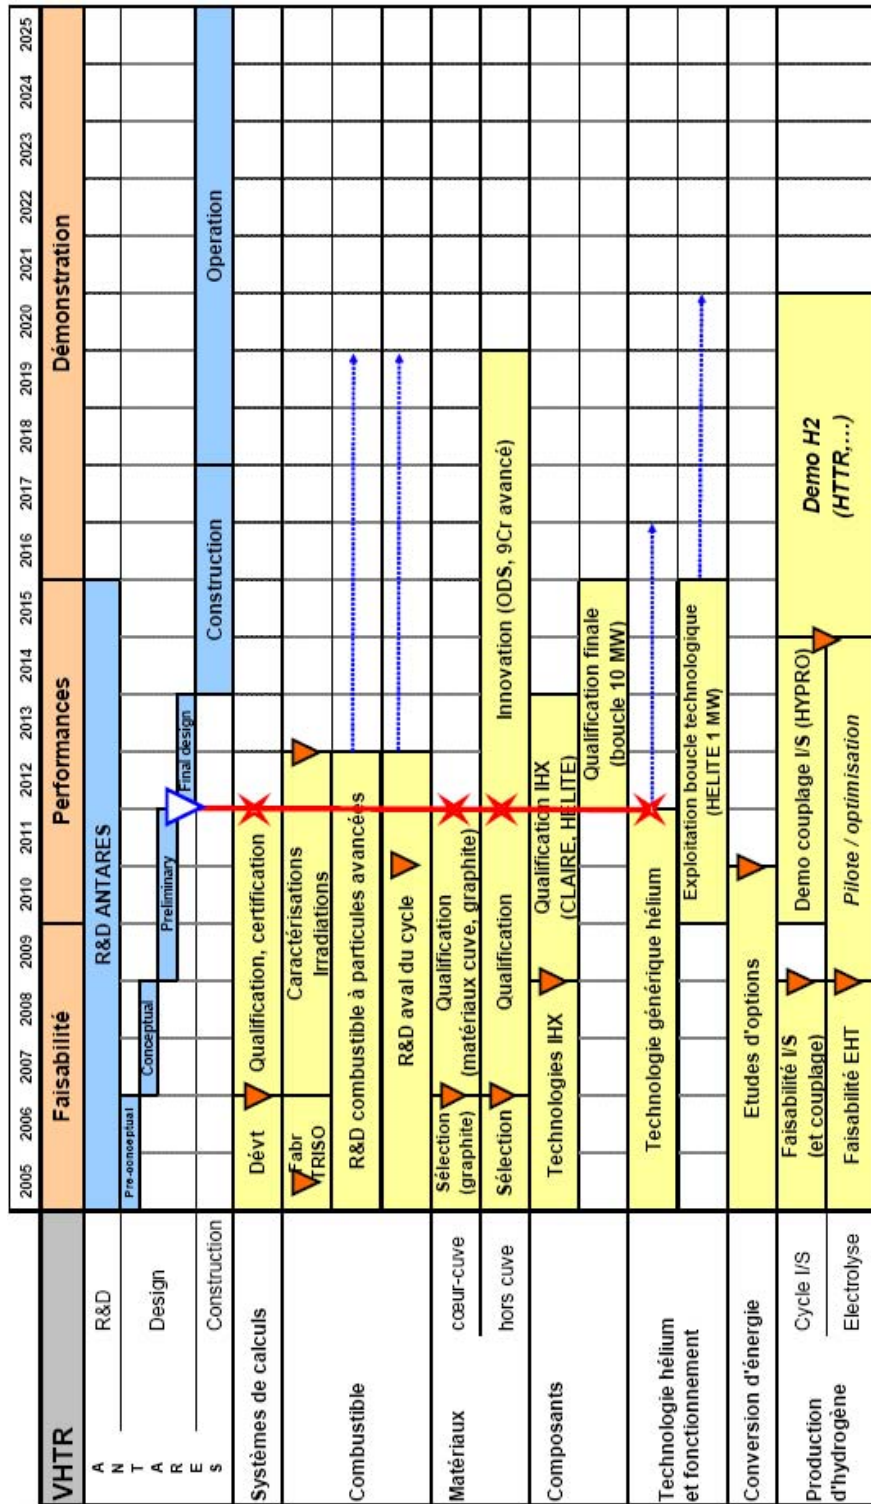 2005 2006 2007 2008 2009 2010 2011 2012 2013 2014 2015 2016 2017 2018 2019 2020 2021 2022 2023 2024 2025
VHTR
Faisabilité
Performances
Démonstration
A
N
T
A
R
E
S
R&D
R&D ANTARES
Design
Pre-conceptual
Conceptual
Preliminary
Final design
Construction
Construction
Operation
Systèmes de calculs
Dévt
Qualification, certification
Combustible
Fabr
TRISO
Caractérisations
Irradiations
R&D combustible à particules avancées
R&D aval du cycle
Matériaux
cœur-cuve
Sélection
(graphite)
Qualification
(matériaux cuve, graphite)
hors cuve
Sélection
Qualification
Innovation (ODS, 9Cr avancé)
Composants
Technologies IHX
Qualification IHX
(CLAIRE, HELITE)
Qualification finale
(boucle 10 MW)
Technologie hélium
et fonctionnement
Technologie générique hélium
Exploitation boucle technologique
(HELITE 1 MW)
Conversion d'énergie
Etudes d'options
Production
d'hydrogène
Cycle I/S
Faisabilité I/S
(et couplage)
Demo couplage I/S (HYPRO)
Demo H2
(HTTR,...)
Electrolyse
Faisabilité EHT
Pilote / optimisation